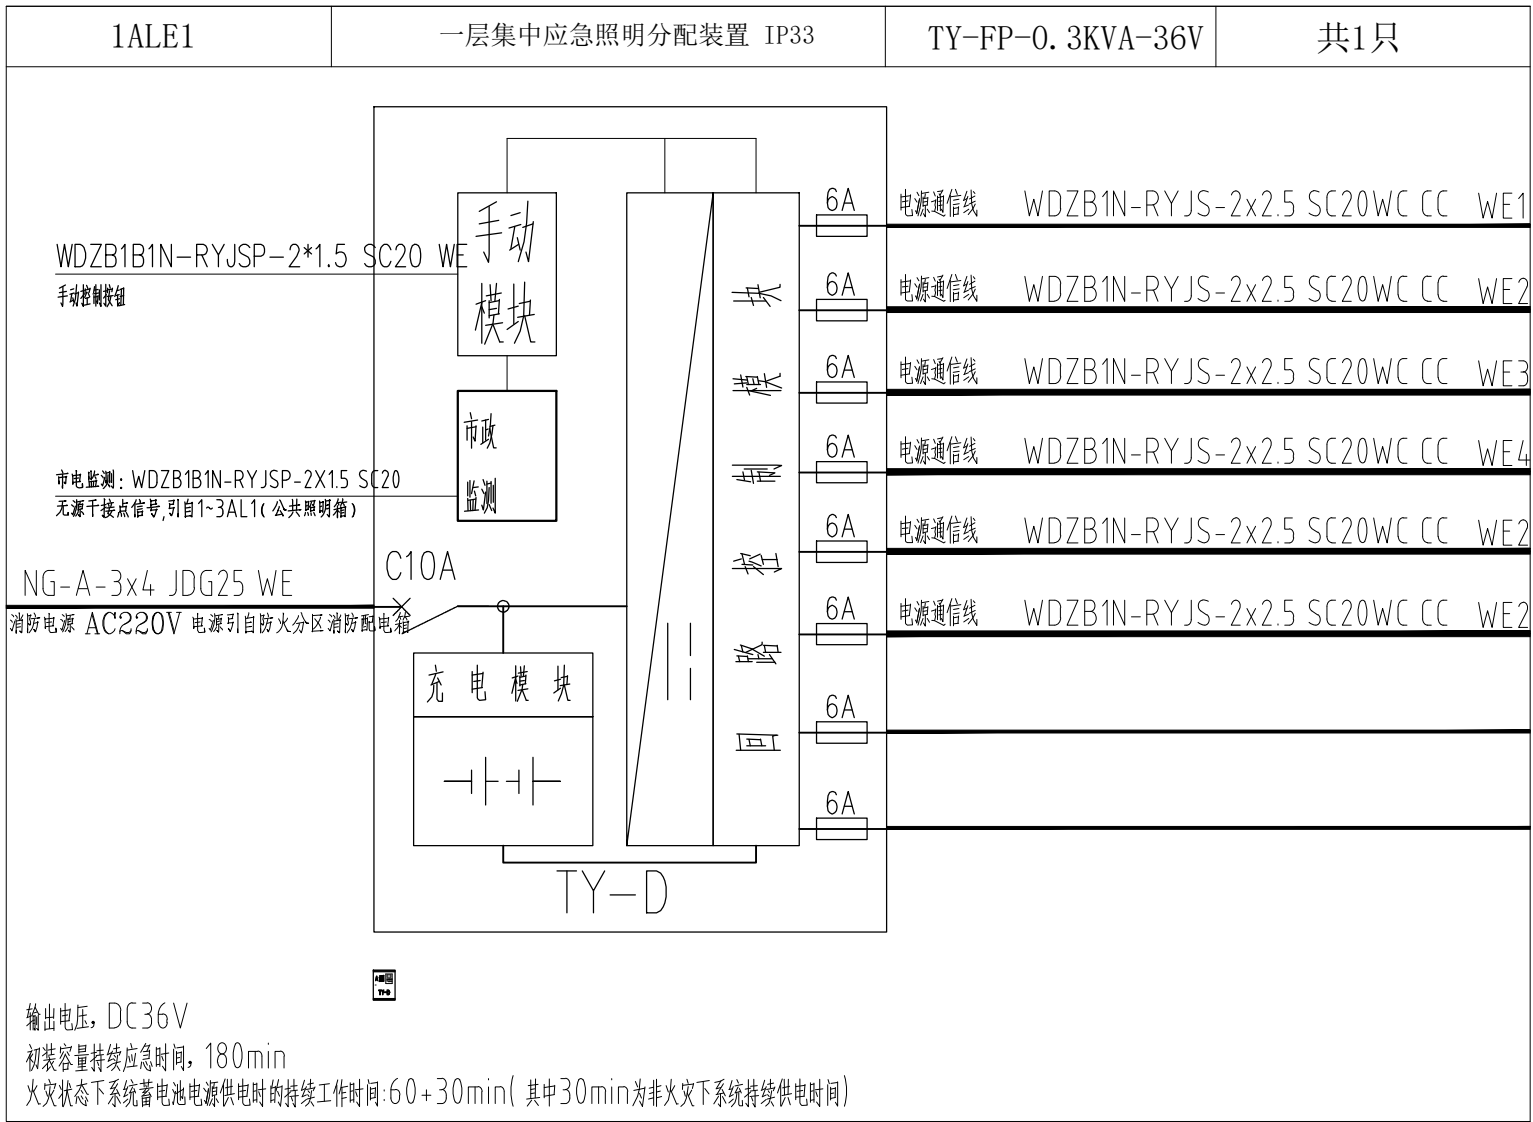 1ALE1 一层集中应急照明分配装置 IP33 TY-FP-0.3KVA-36V 共1只
6A 电源通信线 WDZB1N-RYJS-2x2.5 SC20WC CC WE1
手动
模块
WDZB1B1N-RYJSP-2*1.5 SC20 WE
手动控制按钮
6A 电源通信线 WDZB1N-RYJS-2x2.5 SC20WC CC WE2
6A 电源通信线 WDZB1N-RYJS-2x2.5 SC20WC CC WE3
市政
监测
6A 电源通信线 WDZB1N-RYJS-2x2.5 SC20WC CC WE4
市电监测: WDZB1B1N-RYJSP-2X1.5 SC20
无源干接点信号,引自1~3AL1(公共照明箱)
6A 电源通信线 WDZB1N-RYJS-2x2.5 SC20WC CC WE2
C10A
NG-A-3x4 JDG25 WE
消防电源 AC220V 电源引自防火分区消防配电箱
6A 电源通信线 WDZB1N-RYJS-2x2.5 SC20WC CC WE2
回路控制模块
充电模块
6A
6A
TY-D
TY-D
输出电压，DC36V
初装容量持续应急时间，180min
火灾状态下系统蓄电池电源供电时的持续工作时间:60+30min(其中30min为非火灾下系统持续供电时间)